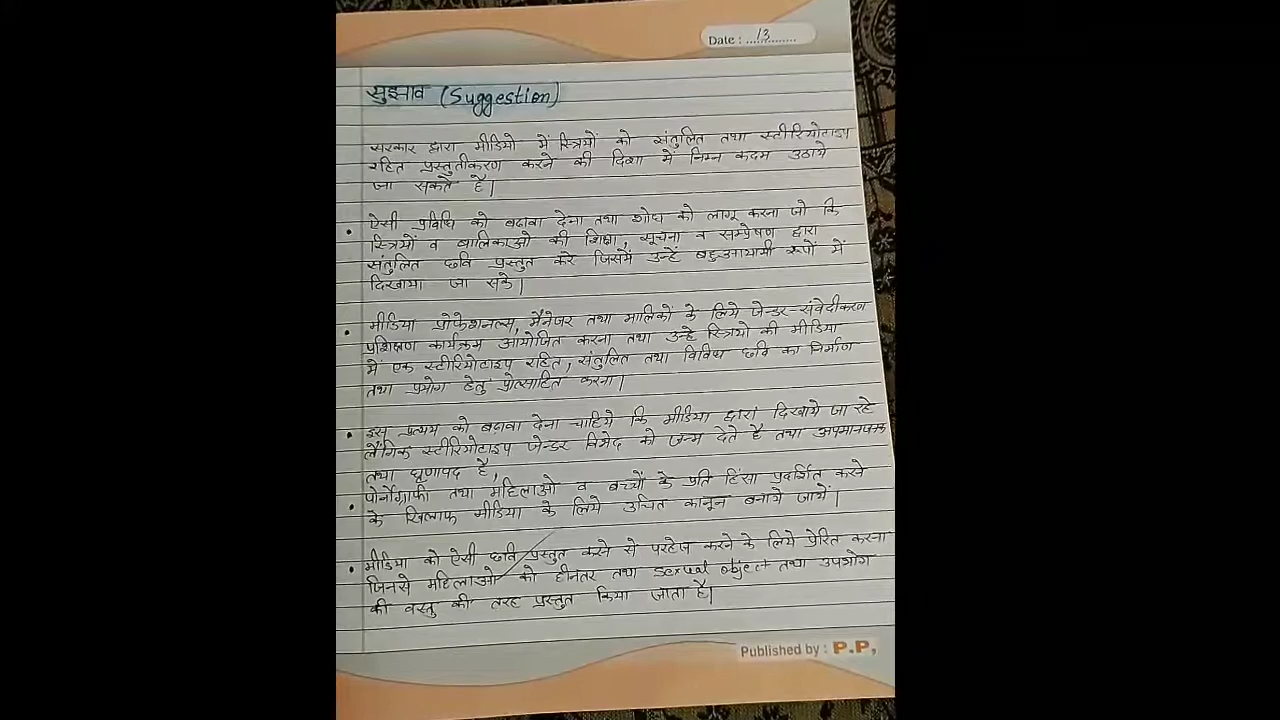 Date : 13
सुझाव (Suggestion)
सरकार द्वारा मीडियो में स्त्रियों को संतुलित तथा स्टीरियोटाइप
रहित प्रस्तुतीकरण करने की दिशा में निम्न कदम उठाये
जा सकते है।
• ऐसी प्रविधि को बढावा देना तथा शोध को लागू करना जो कि
स्त्रियों व बालिकाओ की शिक्षा, सूचना व सम्प्रेषण द्वारा
संतुलित छवि प्रस्तुत करे जिसमें उन्हें बहुआयामी रूपों में
दिखाया जा सके।
• मीडिया प्रोफेशनल्स, मैनेजर तथा मालिकों के लिये जेन्डर-संवेदीकरण
प्रशिक्षण कार्यक्रम आयोजित करना तथा उन्हे स्त्रियो की मीडिया
में एक स्टीरियोटाइप रहित, संतुलित तथा विविध छवि का निर्माण
तथा प्रयोग हेतु प्रोत्साहित करना।
• इस प्रत्यय को बढावा देना चाहिये कि मीडिया द्वारा दिखाये जा रहे
लैंगिक स्टीरियोटाइप जेन्डर विभेद को जन्म देते है तथा अपमानजनक
तथा घृणापद है,
• पोर्नोग्राफी तथा महिलाओ व बच्चों के प्रति हिंसा प्रदर्शित करने
के खिलाफ मीडिया के लिये उचित कानून बनाये जायें।
• मीडिया को ऐसी छवि प्रस्तुत करने से परहेज करने के लिये प्रेरित करना
जिनसे महिलाओ को हीनतर तथा Sexual object तथा उपभोग
की वस्तु की तरह प्रस्तुत किया जाता है।
Published by : P.P,